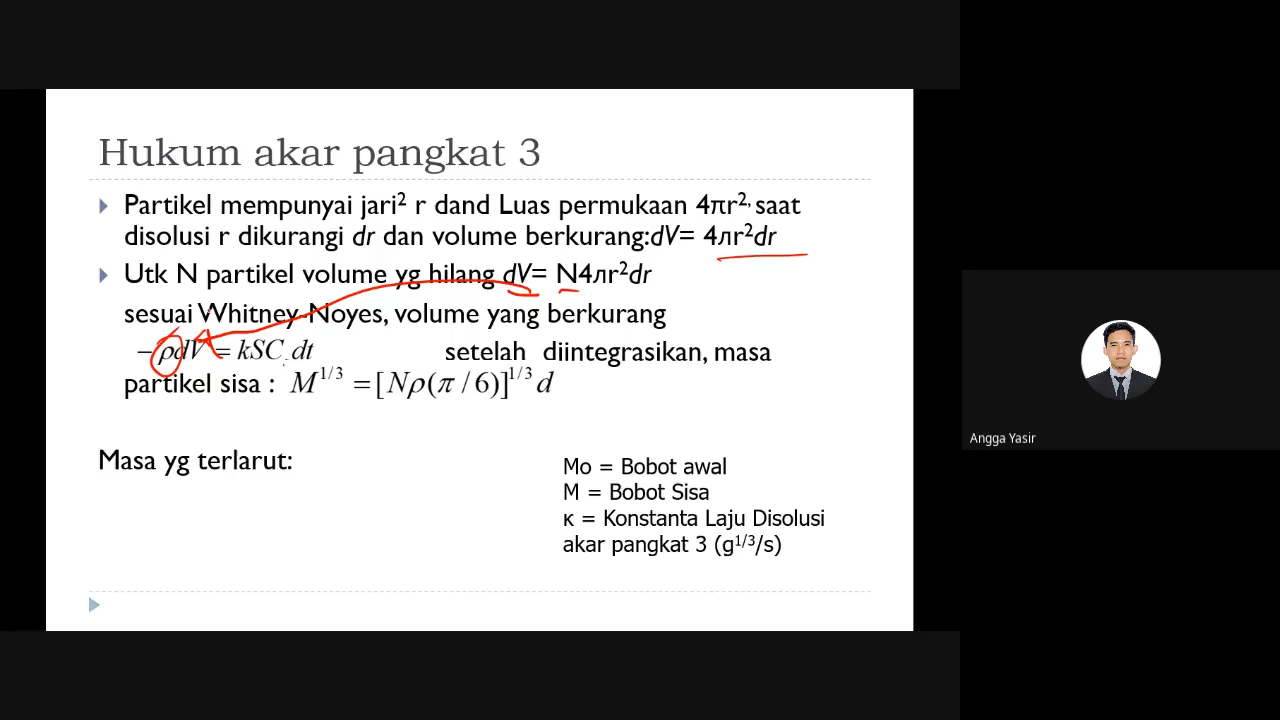 Hukum akar pangkat 3
Partikel mempunyai jari² r dand Luas permukaan 4πr², saat
disolusi r dikurangi dr dan volume berkurang:dV= 4лr²dr
Utk N partikel volume yg hilang dV= N4лr²dr
sesuai Whitney-Noyes, volume yang berkurang
−ρdV = kSCₛdt setelah diintegrasikan, masa
partikel sisa : M^1/3 = [Nρ(π/6)]^1/3 d
Masa yg terlarut:
Mo = Bobot awal
M = Bobot Sisa
κ = Konstanta Laju Disolusi
akar pangkat 3 (g^1/3/s)
Angga Yasir